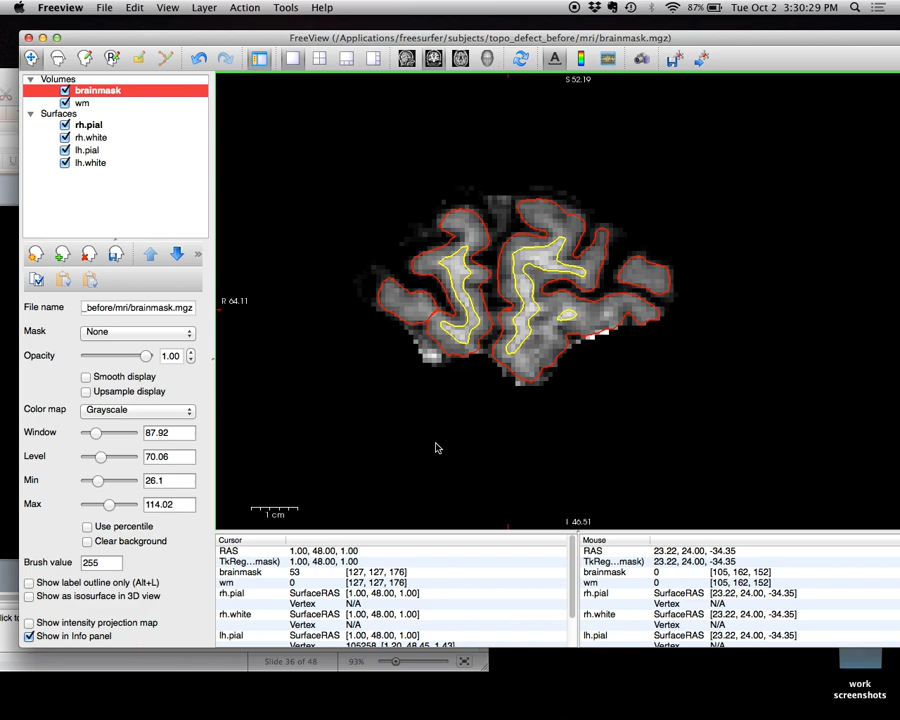 Freeview File Edit View Layer Action Tools Help 87% Tue Oct 2 3:30:29 PM
FreeView (/Applications/freesurfer/subjects/topo_defect_before/mri/brainmask.mgz)
Volumes
brainmask
wm
Surfaces
rh.pial
rh.white
lh.pial
lh.white
»
File name _before/mri/brainmask.mgz
Mask None
Opacity 1.00
Smooth display
Upsample display
Color map Grayscale
Window 87.92
Level 70.06
Min 26.1
Max 114.02
Use percentile
Clear background
Brush value 255
Show label outline only (Alt+L)
Show as isosurface in 3D view
Show intensity projection map
Show in Info panel
A
S 52.19
R 64.11
1 cm
I 46.51
Cursor
RAS 1.00, 48.00, 1.00
TkReg...mask) 1.00, 48.00, 1.00
brainmask 53 [127, 127, 176]
wm 0 [127, 127, 176]
rh.pial SurfaceRAS [1.00, 48.00, 1.00]
Vertex N/A
rh.white SurfaceRAS [1.00, 48.00, 1.00]
Vertex N/A
lh.pial SurfaceRAS [1.00, 48.00, 1.00]
Vertex 105258 [1.20, 48.45, 1.43]
Mouse
RAS 23.22, 24.00, -34.35
TkReg...mask) 23.22, 24.00, -34.35
brainmask 0 [105, 162, 152]
wm 0 [105, 162, 152]
rh.pial SurfaceRAS [23.22, 24.00, -34.35]
Vertex N/A
rh.white SurfaceRAS [23.22, 24.00, -34.35]
Vertex N/A
lh.pial SurfaceRAS [23.22, 24.00, -34.35]
Vertex N/A
lick to
Slide 36 of 48 93%
work
screenshots